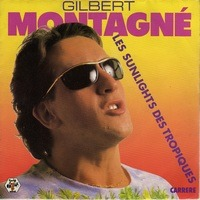 GILBERT
MONTAGNÉ
LES SUNLIGHTS DES TROPIQUES
CARRERE